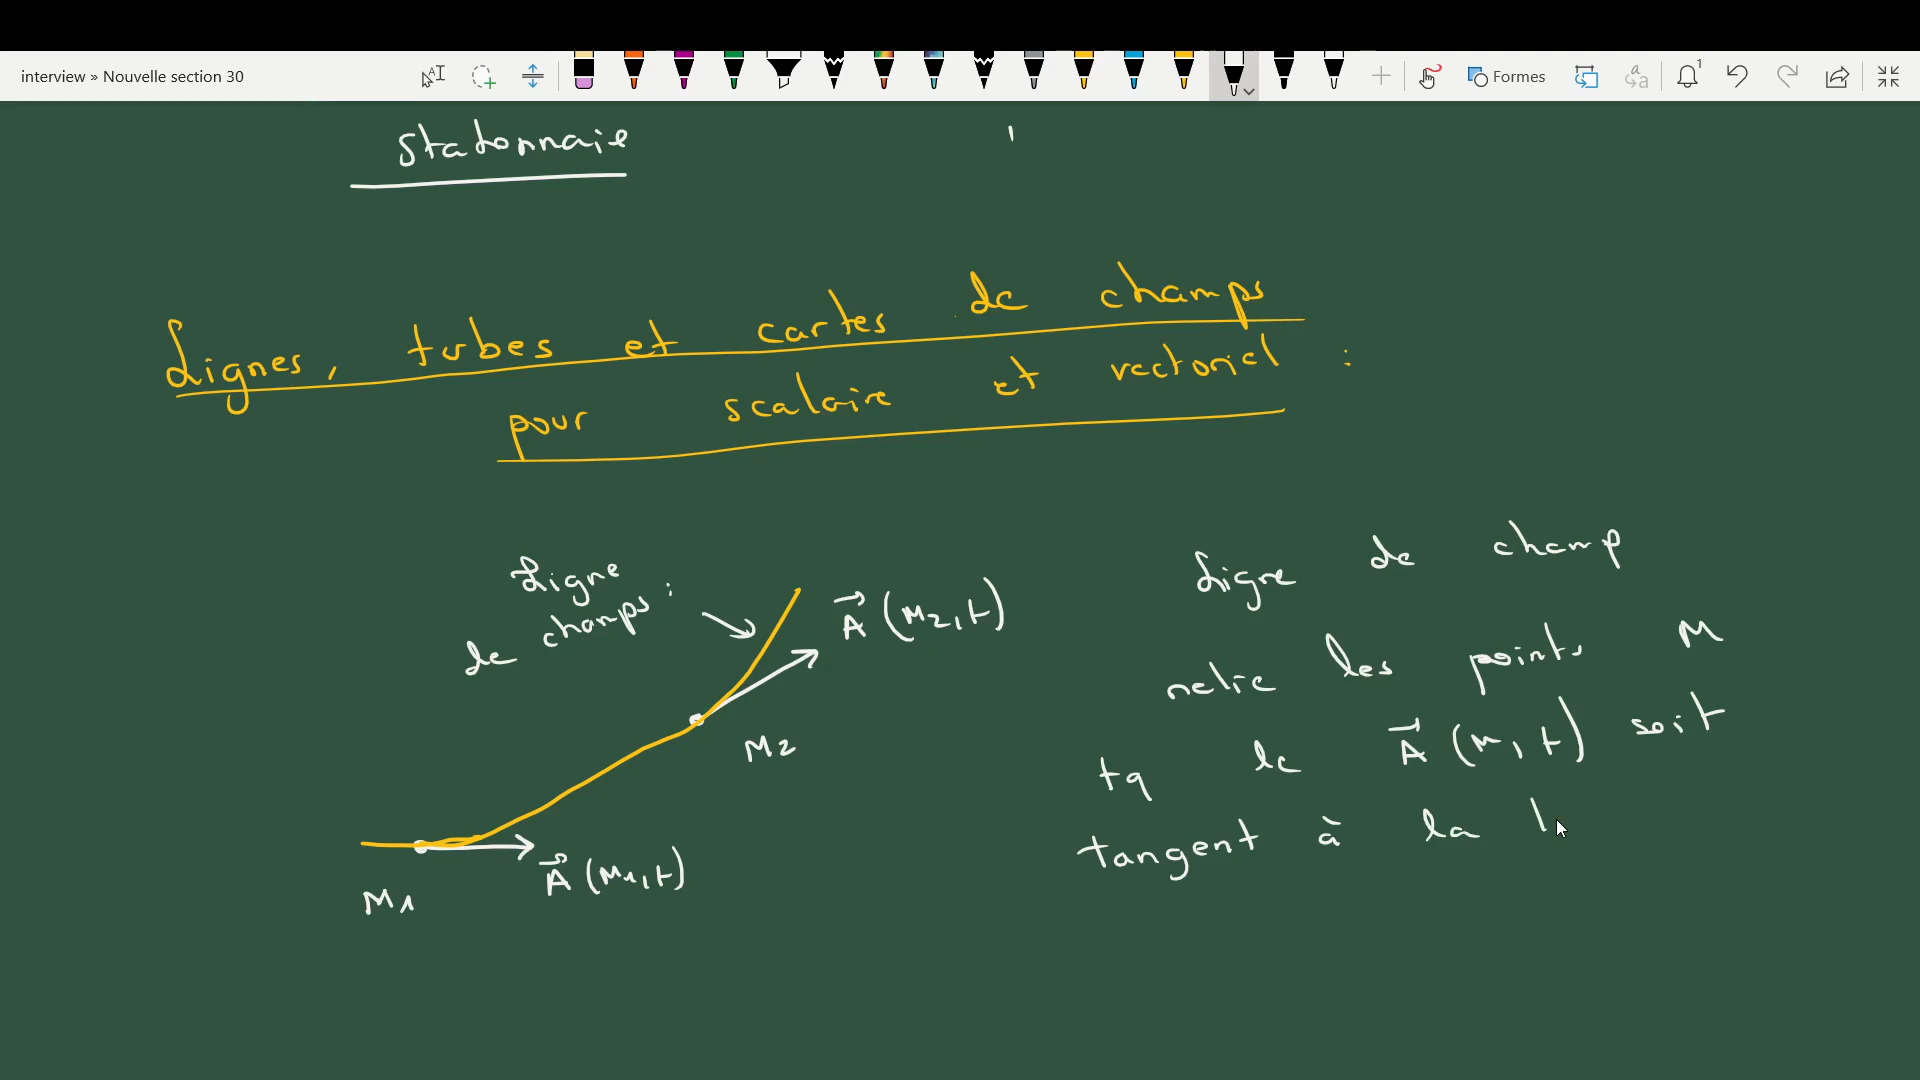 interview » Nouvelle section 30
Formes
1
Stationnaire
Lignes, tubes et cartes de champs
pour scalaire et vectoriel :
Ligne
de champs :
A⃗ (M2, t)
M2
A⃗ (M1, t)
M1
Ligne de champ
relie les points M
tq le A⃗ (M, t) soit
tangent à la l